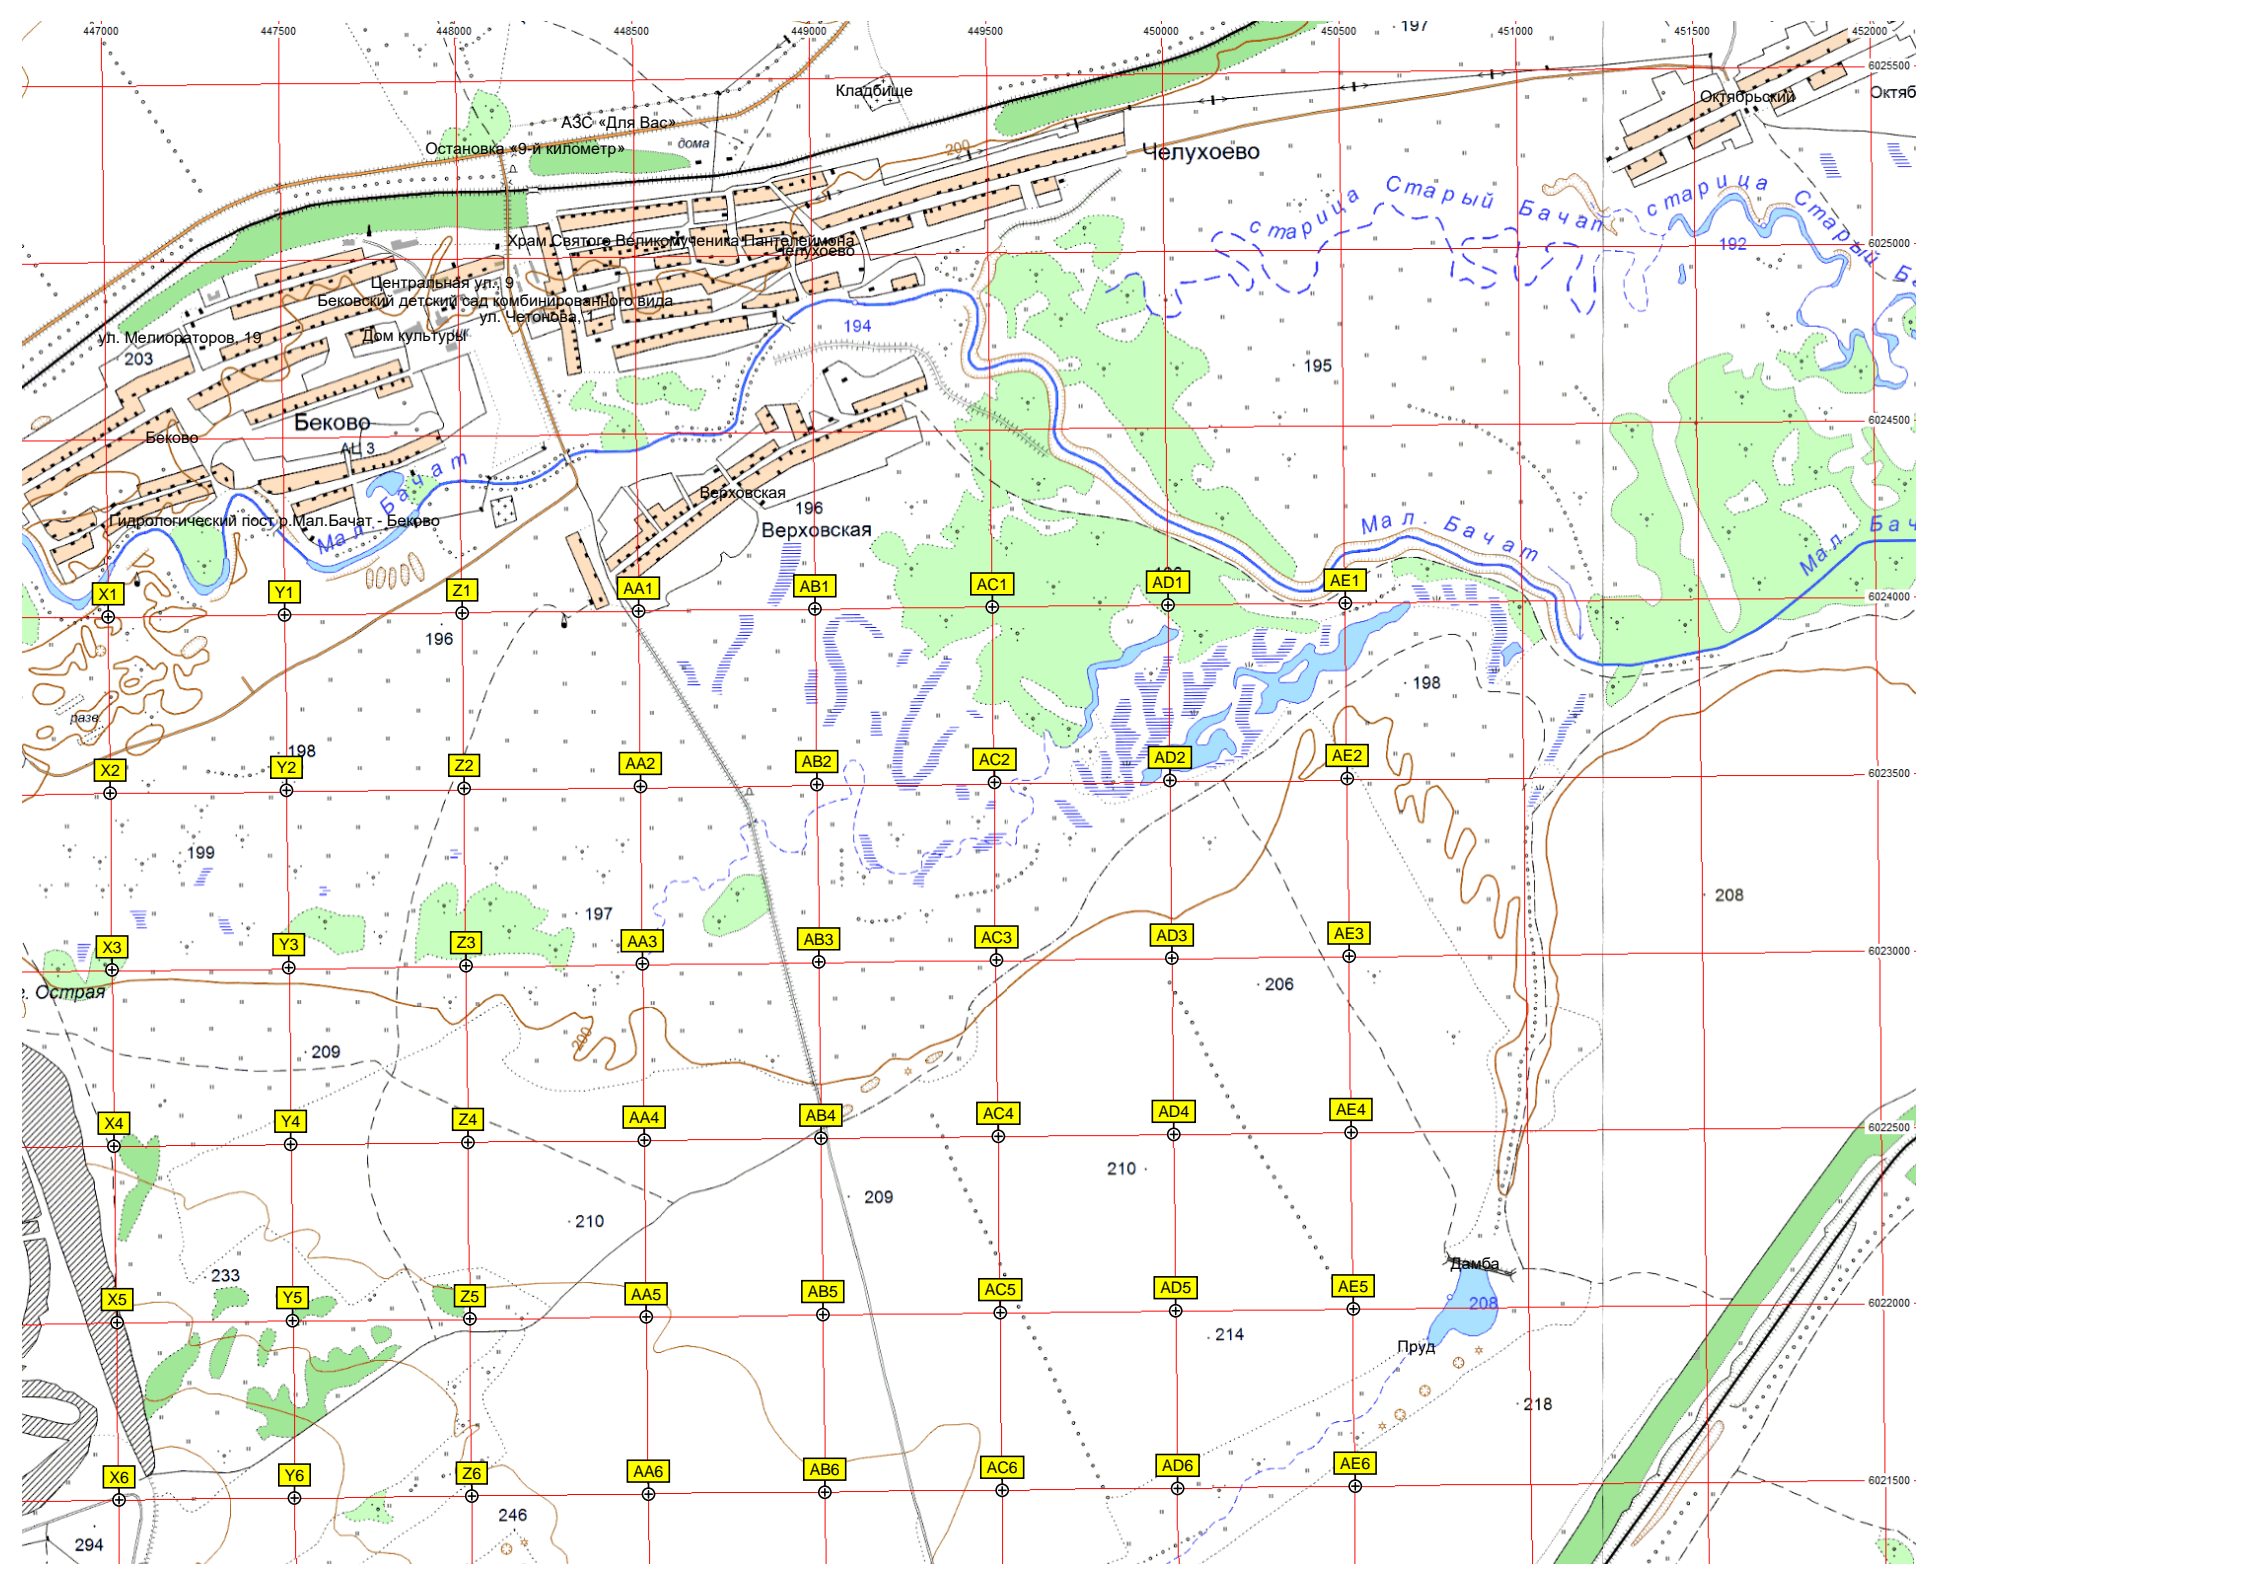 447000 447500 448000 448500 449000 449500 450000 450500 451000 451500 452000
197
6025500
Кладбище
Октябрьский
Октяб
АЗС «Для Вас»
Остановка «9-й километр»
дома
200
Челухоево
старица Старый Бачат
старица Старый Б
192
6025000
Храм Святого Великомученика Пантелеймона
Челухоево
Центральная ул., 9
Бековский детский сад комбинированного вида
ул. Четонова, 1
194
ул. Мелиораторов, 19
Дом культуры
203
195
Беково
Беково
АЦ 3
6024500
Верховская
196
Верховская
Гидрологический пост р.Мал.Бачат - Беково
Мал. Бачат
Мал. Бачат
Мал. Бач
6024000
X1 Y1 Z1 AA1 AB1 AC1 AD1 AE1
196
198
разв.
198
X2 Y2 Z2 AA2 AB2 AC2 AD2 AE2
6023500
199
208
197
X3 Y3 Z3 AA3 AB3 AC3 AD3 AE3
6023000
г. Острая
206
200
209
X4 Y4 Z4 AA4 AB4 AC4 AD4 AE4
6022500
210
209
210
Дамба
233
208
X5 Y5 Z5 AA5 AB5 AC5 AD5 AE5
6022000
214
Пруд
218
X6 Y6 Z6 AA6 AB6 AC6 AD6 AE6
6021500
246
294